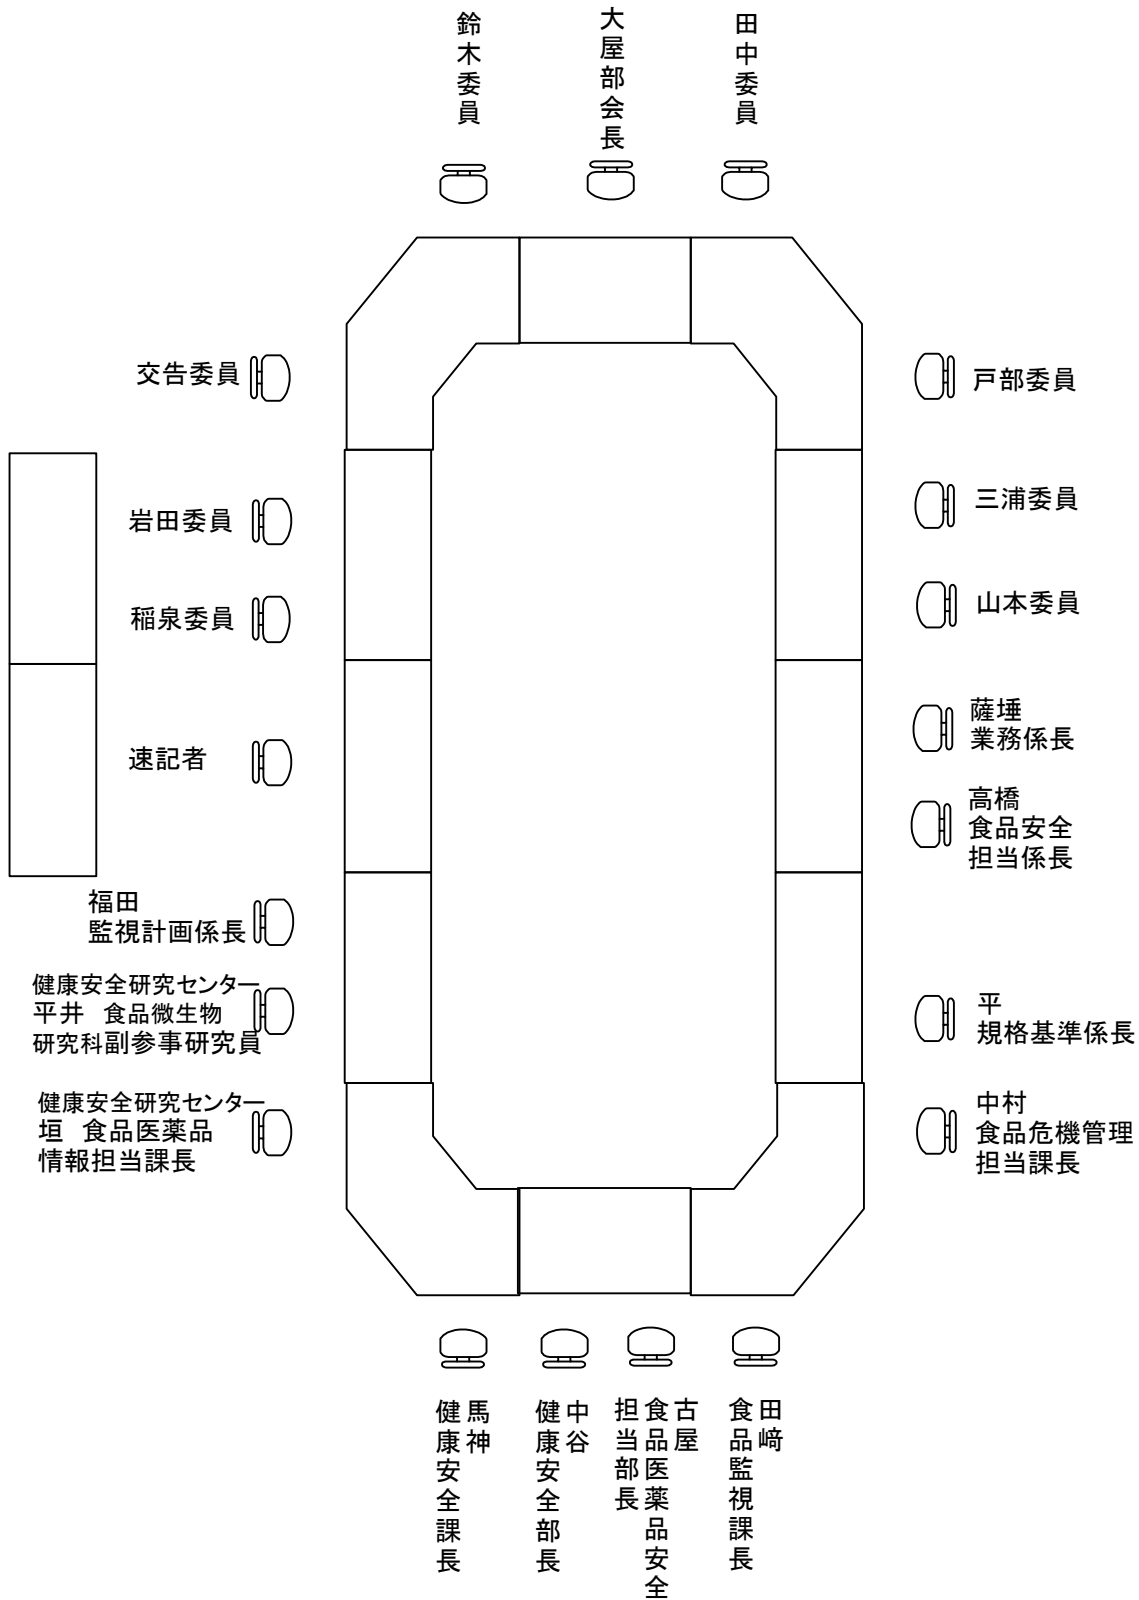 鈴木委員
大屋部会長
田中委員
交告委員
岩田委員
稲泉委員
速記者
福田
監視計画係長
健康安全研究センター
平井　食品微生物
研究科副参事研究員
健康安全研究センター
垣　食品医薬品
情報担当課長
戸部委員
三浦委員
山本委員
薩埵
業務係長
高橋
食品安全
担当係長
平
規格基準係長
中村
食品危機管理
担当課長
馬神
健康安全課長
中谷
健康安全部長
古屋
食品医薬品安全
担当部長
田﨑
食品監視課長